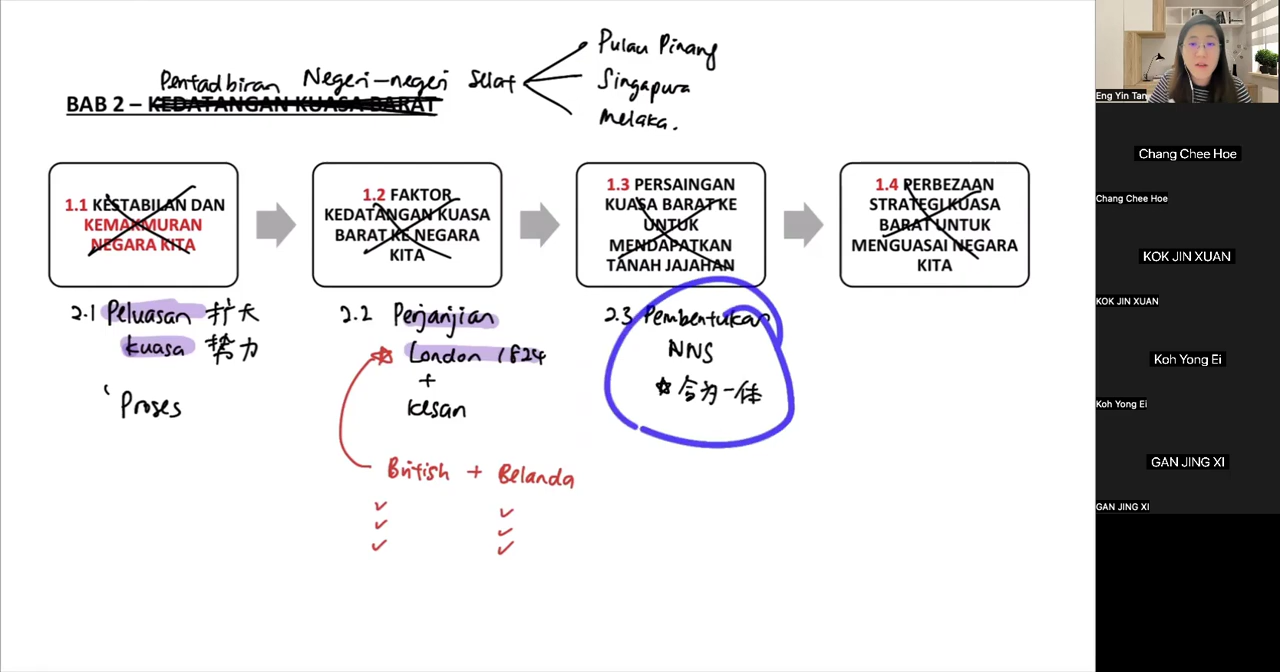 Pentadbiran Negeri-negeri Selat
Pulau Pinang
Singapura
Melaka.
BAB 2 – KEDATANGAN KUASA BARAT
1.1 KESTABILAN DAN
KEMAKMURAN
NEGARA KITA
1.2 FAKTOR
KEDATANGAN KUASA
BARAT KE NEGARA
KITA
1.3 PERSAINGAN
KUASA BARAT KE
UNTUK
MENDAPATKAN
TANAH JAJAHAN
1.4 PERBEZAAN
STRATEGI KUASA
BARAT UNTUK
MENGUASAI NEGARA
KITA
2.1 Peluasan 扩大
kuasa 势力
Proses
2.2 Perjanjian
London 1824
+
kesan
2.3 Pembentukan
NNS
合为一体
British + Belanda
Eng Yin Tan
Chang Chee Hoe
Chang Chee Hoe
KOK JIN XUAN
KOK JIN XUAN
Koh Yong Ei
Koh Yong Ei
GAN JING XI
GAN JING XI